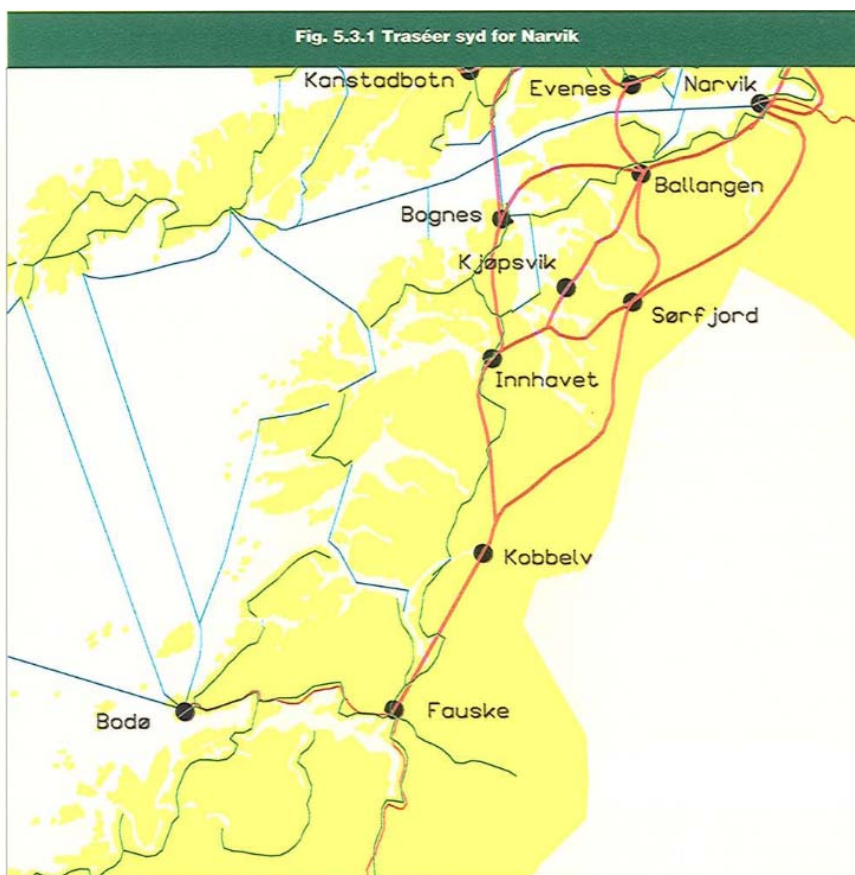 Fig. 5.3.1 Traséer syd for Narvik
Kanstadbotn
Evenes
Narvik
Ballangen
Bognes
Kjøpsvik
Sørfjord
Innhavet
Kobbelv
Bodø
Fauske